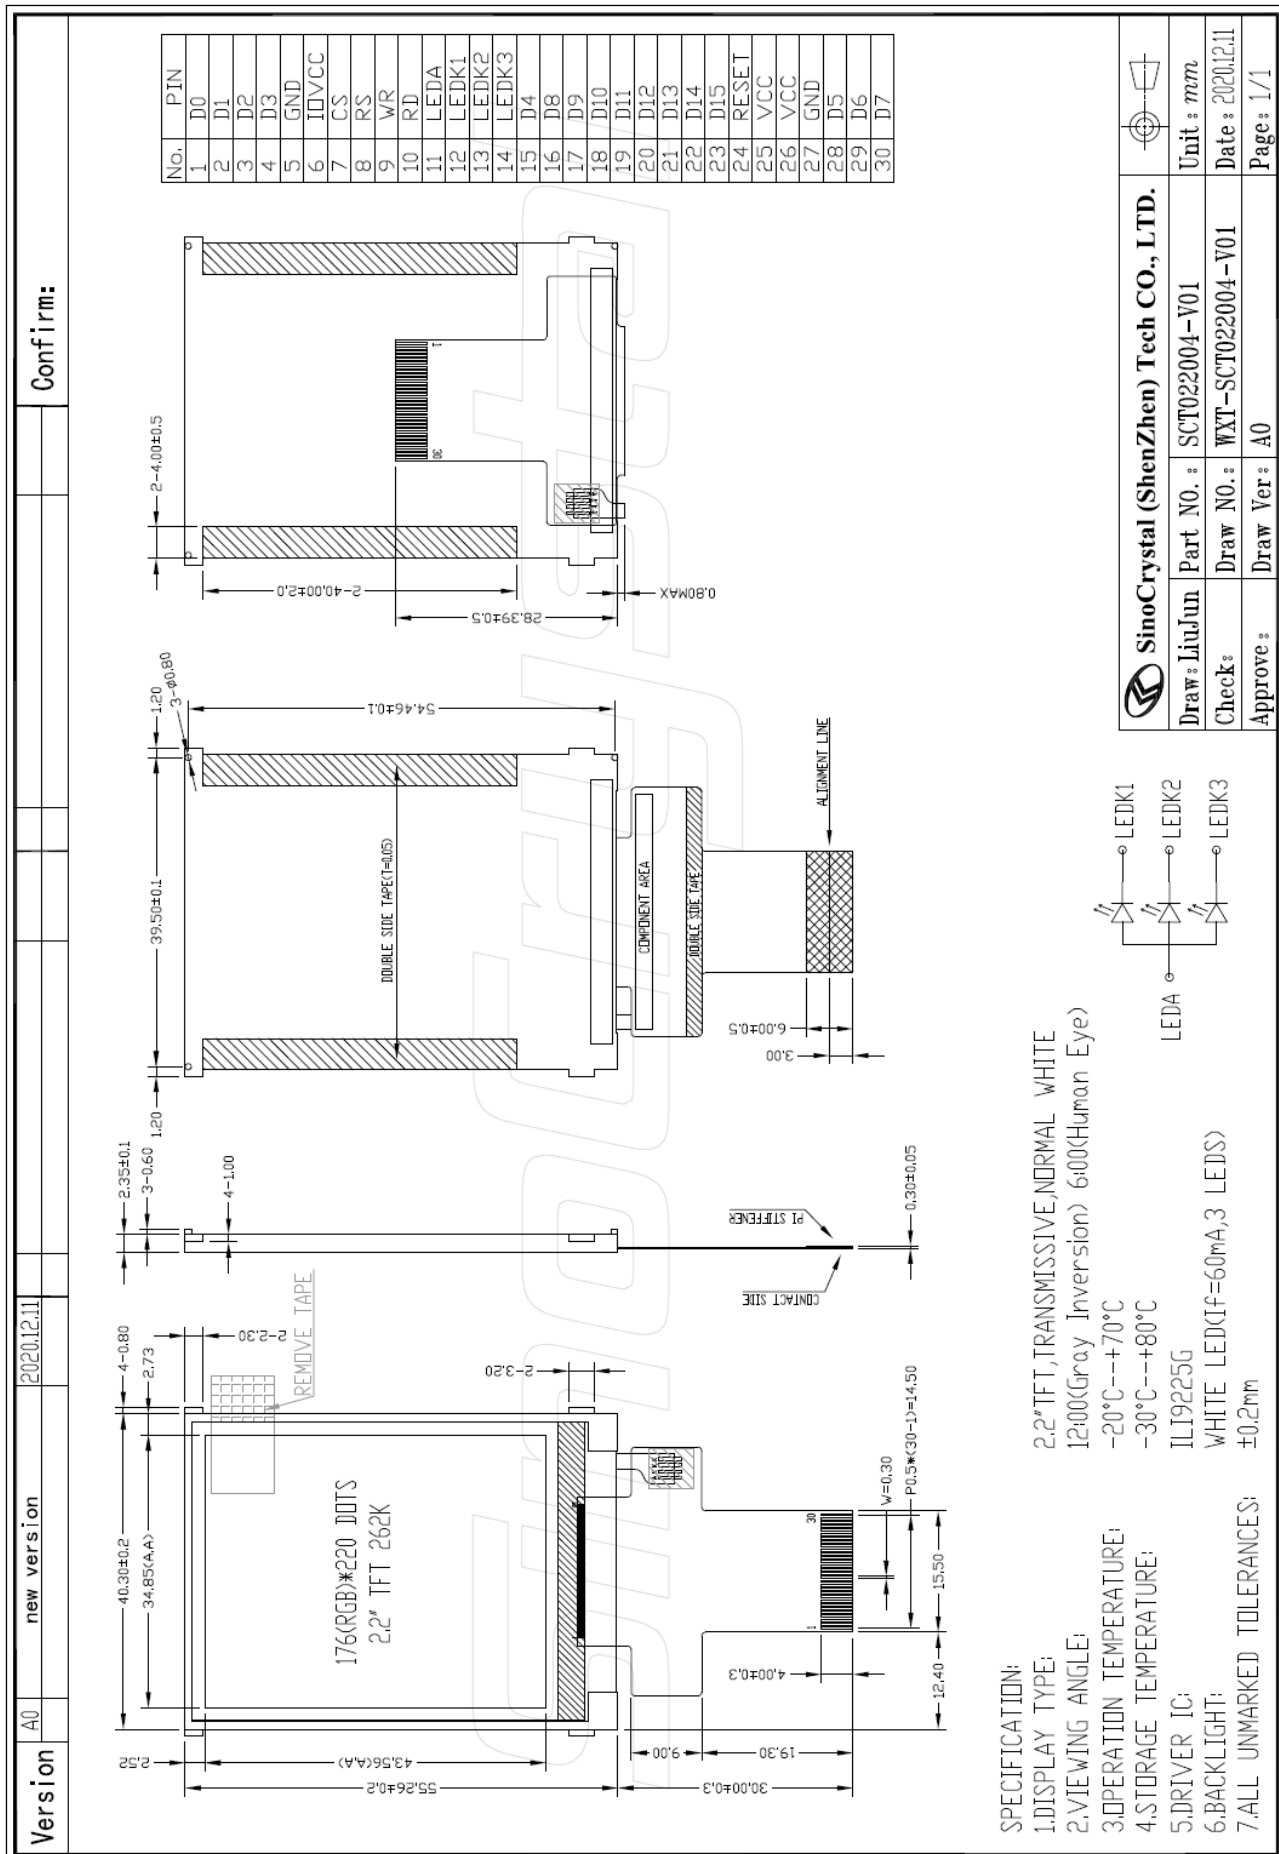 Version A0 new version 2020.12.11 Confirm:
40.30±0.2
34.85(A.A)
4-0.80
2.73
2.52
43.56(A.A)
55.26±0.2
2-2.30
REMOVE TAPE
176(RGB)*220 DOTS
2.2" TFT 262K
2-3.20
9.00
19.30
30.00±0.3
4.00±0.3
1
30
W=0.30
P0.5*(30-1)=14.50
15.50
12.40
2.35±0.1
3-0.60
4-1.00
PI STIFFENER
CONTACT SIDE
0.30±0.05
1.20
39.50±0.1
1.20
3-Φ0.80
54.46±0.1
DOUBLE SIDE TAPE(T=0.05)
COMPONENT AREA
DOUBLE SIDE TAPE
6.00±0.5
3.00
ALIGNMENT LINE
2-4.00±0.5
2-40.00±2.0
28.39±0.5
0.80MAX
30
1
No. PIN
1 D0
2 D1
3 D2
4 D3
5 GND
6 IOVCC
7 CS
8 RS
9 WR
10 RD
11 LEDA
12 LEDK1
13 LEDK2
14 LEDK3
15 D4
16 D8
17 D9
18 D10
19 D11
20 D12
21 D13
22 D14
23 D15
24 RESET
25 VCC
26 VCC
27 GND
28 D5
29 D6
30 D7
SPECIFICATION:
1.DISPLAY TYPE: 2.2"TFT,TRANSMISSIVE,NORMAL WHITE
2.VIEWING ANGLE: 12:00(Gray Inversion) 6:00(Human Eye)
3.OPERATION TEMPERATURE: -20°C---+70°C
4.STORAGE TEMPERATURE: -30°C---+80°C
5.DRIVER IC: ILI9225G
6.BACKLIGHT: WHITE LED(If=60mA,3 LEDS)
7.ALL UNMARKED TOLERANCES: ±0.2mm
LEDA
LEDK1
LEDK2
LEDK3
SinoCrystal (ShenZhen) Tech CO., LTD.
Draw: LiuJun Part NO.: SCT022004-V01 Unit: mm
Check: Draw NO.: WXT-SCT022004-V01 Date: 2020.12.11
Approve: Draw Ver: A0 Page: 1/1
SinoCrystal